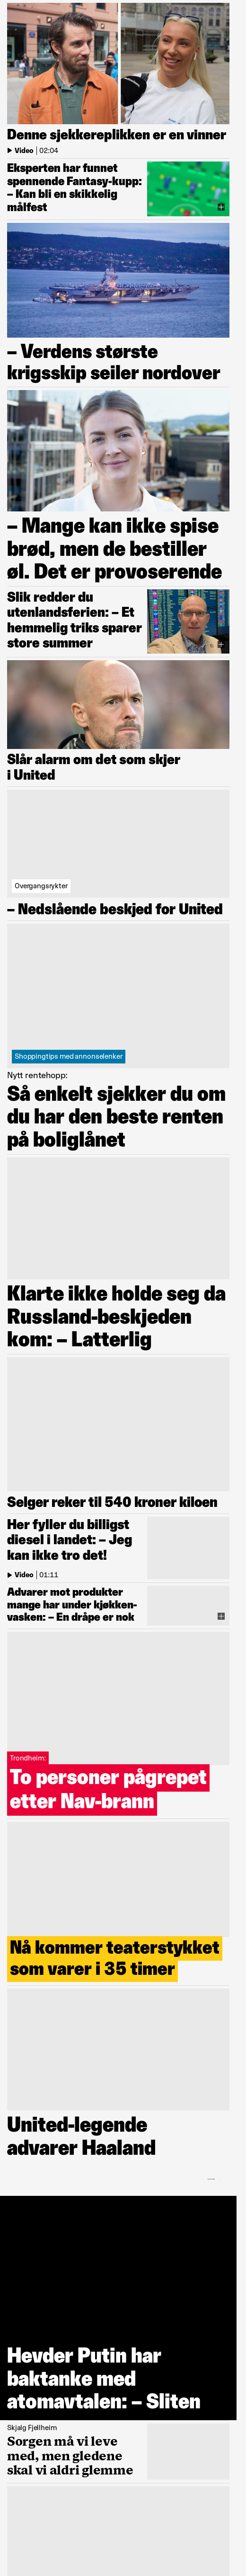 Denne sjekkereplikken er en vinner
Video | 02:04
Eksperten har funnet
spennende Fantasy-kupp:
– Kan bli en skikkelig
målfest
– Verdens største
krigsskip seiler nordover
– Mange kan ikke spise
brød, men de bestiller
øl. Det er provoserende
Slik redder du
utenlandsferien: – Et
hemmelig triks sparer
store summer
Slår alarm om det som skjer
i United
Overgangsrykter
– Nedslående beskjed for United
Shoppingtips med annonselenker
Nytt rentehopp:
Så enkelt sjekker du om
du har den beste renten
på boliglånet
Klarte ikke holde seg da
Russland-beskjeden
kom: – Latterlig
Selger reker til 540 kroner kiloen
Her fyller du billigst
diesel i landet: – Jeg
kan ikke tro det!
Video | 01:11
Advarer mot produkter
mange har under kjøkken-
vasken: – En dråpe er nok
Trondheim:
To personer pågrepet
etter Nav-brann
Nå kommer teaterstykket
som varer i 35 timer
United-legende
advarer Haaland
Hevder Putin har
baktanke med
atomavtalen: – Sliten
Skjalg Fjellheim
Sorgen må vi leve
med, men gledene
skal vi aldri glemme